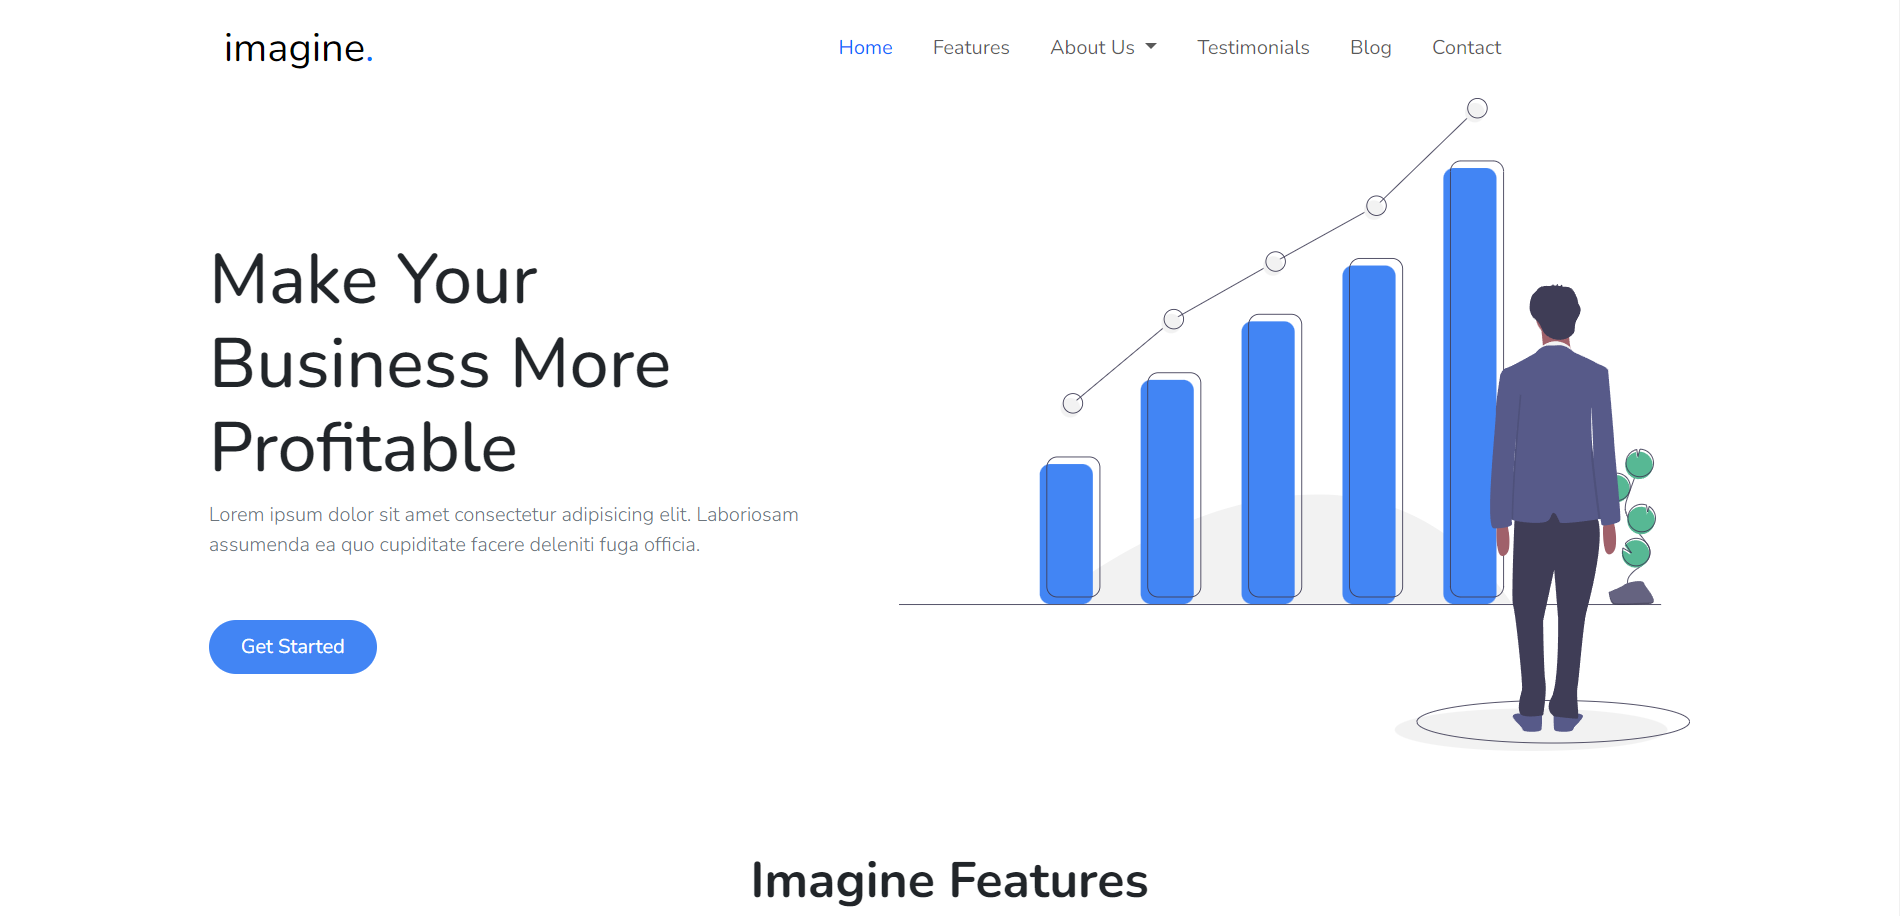 imagine.
Home Features About Us Testimonials Blog Contact
Make Your
Business More
Profitable
Lorem ipsum dolor sit amet consectetur adipisicing elit. Laboriosam
assumenda ea quo cupiditate facere deleniti fuga officia.
Get Started
Imagine Features